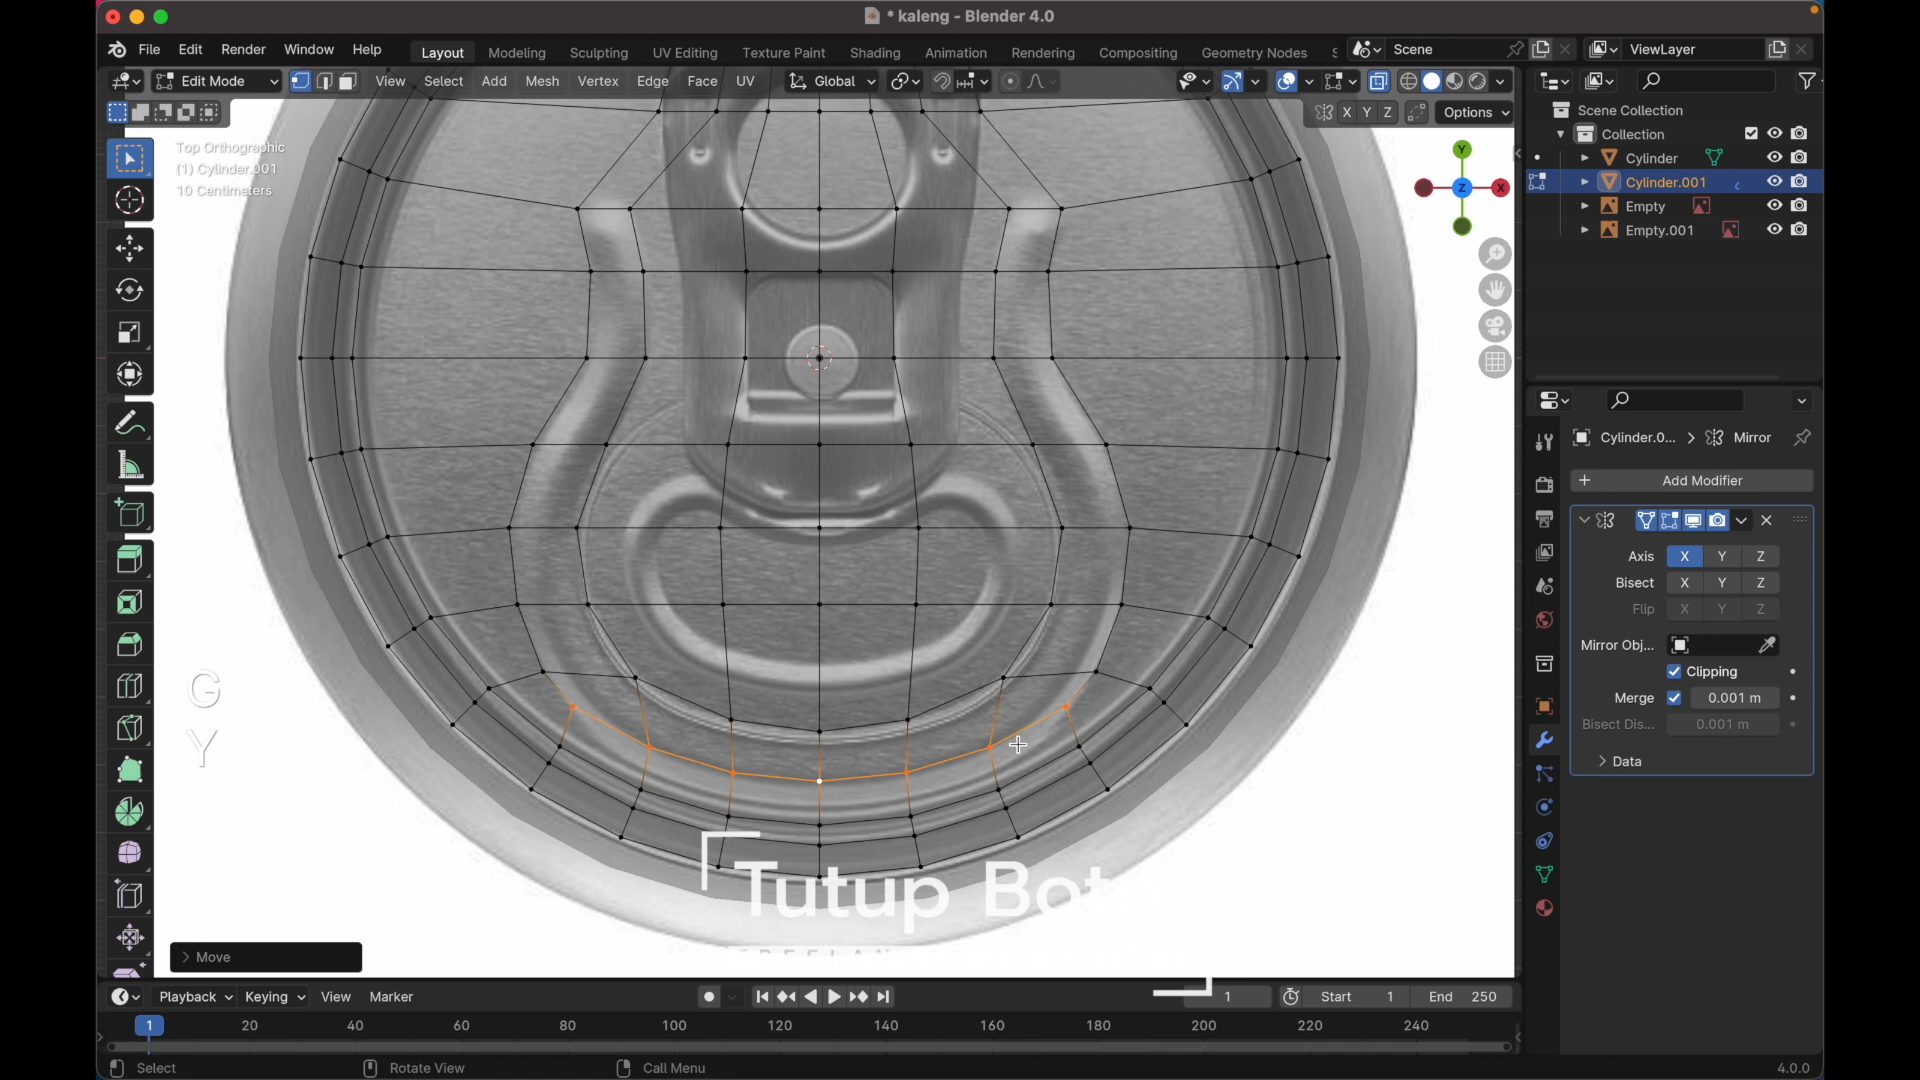 * kaleng - Blender 4.0
File Edit Render Window Help Layout Modeling Sculpting UV Editing Texture Paint Shading Animation Rendering Compositing Geometry Nodes S Scene ViewLayer
Edit Mode View Select Add Mesh Vertex Edge Face UV Global
X Y Z Options
Top Orthographic
(1) Cylinder.001
10 Centimeters
Y
Z
X
Scene Collection
Collection
Cylinder
Cylinder.001
Empty
Empty.001
Cylinder.0... Mirror
Add Modifier
Axis X Y Z
Bisect X Y Z
Flip X Y Z
Mirror Obj...
Clipping
Merge 0.001 m
Bisect Dis... 0.001 m
Data
G
Y
Tutup
Move
Playback Keying View Marker 1 Start 1 End 250
1 20 40 60 80 100 120 140 160 180 200 220 240
Select Rotate View Call Menu 4.0.0